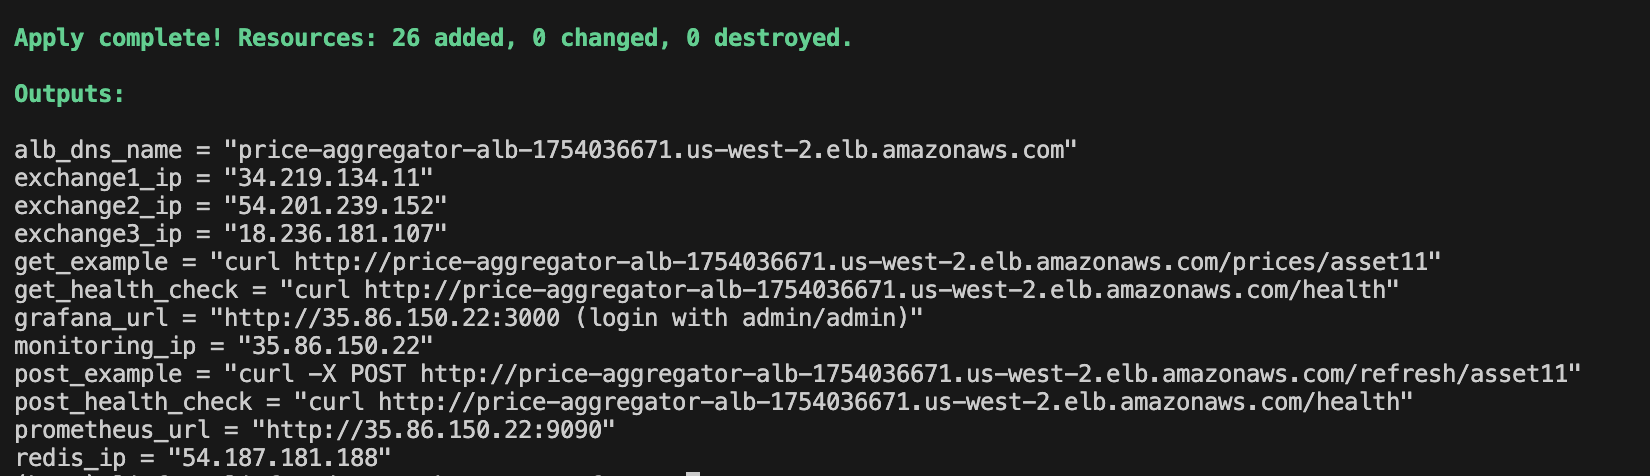 Apply complete! Resources: 26 added, 0 changed, 0 destroyed.
Outputs:
alb_dns_name = "price-aggregator-alb-1754036671.us-west-2.elb.amazonaws.com"
exchange1_ip = "34.219.134.11"
exchange2_ip = "54.201.239.152"
exchange3_ip = "18.236.181.107"
get_example = "curl http://price-aggregator-alb-1754036671.us-west-2.elb.amazonaws.com/prices/asset11"
get_health_check = "curl http://price-aggregator-alb-1754036671.us-west-2.elb.amazonaws.com/health"
grafana_url = "http://35.86.150.22:3000 (login with admin/admin)"
monitoring_ip = "35.86.150.22"
post_example = "curl -X POST http://price-aggregator-alb-1754036671.us-west-2.elb.amazonaws.com/refresh/asset11"
post_health_check = "curl http://price-aggregator-alb-1754036671.us-west-2.elb.amazonaws.com/health"
prometheus_url = "http://35.86.150.22:9090"
redis_ip = "54.187.181.188"